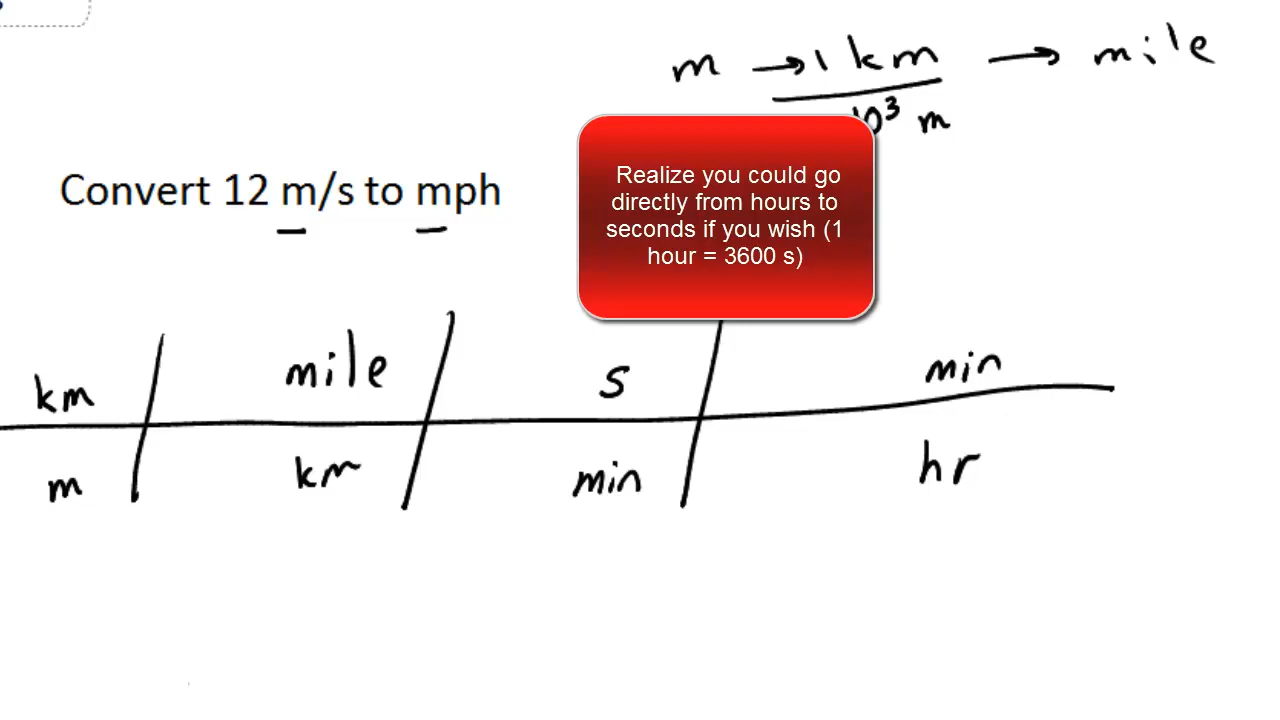 m → 1 km → mile
10³ m
Convert 12 m/s to mph
Realize you could go
directly from hours to
seconds if you wish (1
hour = 3600 s)
km mile s min
m km min hr